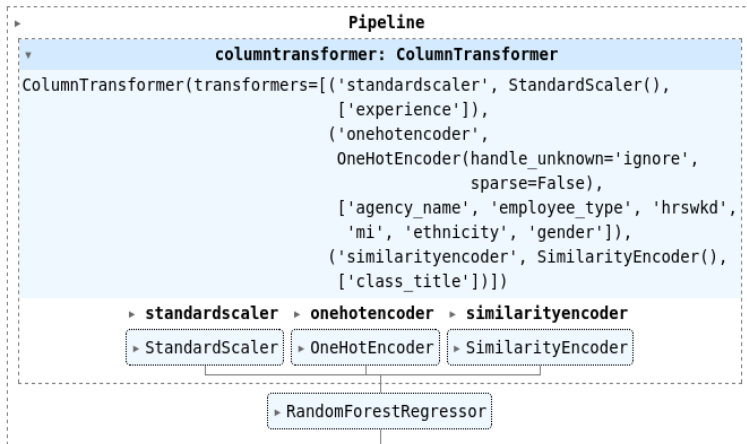 Pipeline
columntransformer: ColumnTransformer
ColumnTransformer(transformers=[('standardscaler', StandardScaler(),
['experience']),
('onehotencoder',
OneHotEncoder(handle_unknown='ignore',
sparse=False),
['agency_name', 'employee_type', 'hrswkd',
'mi', 'ethnicity', 'gender']),
('similarityencoder', SimilarityEncoder(),
['class_title'])])
standardscaler onehotencoder similarityencoder
StandardScaler OneHotEncoder SimilarityEncoder
RandomForestRegressor